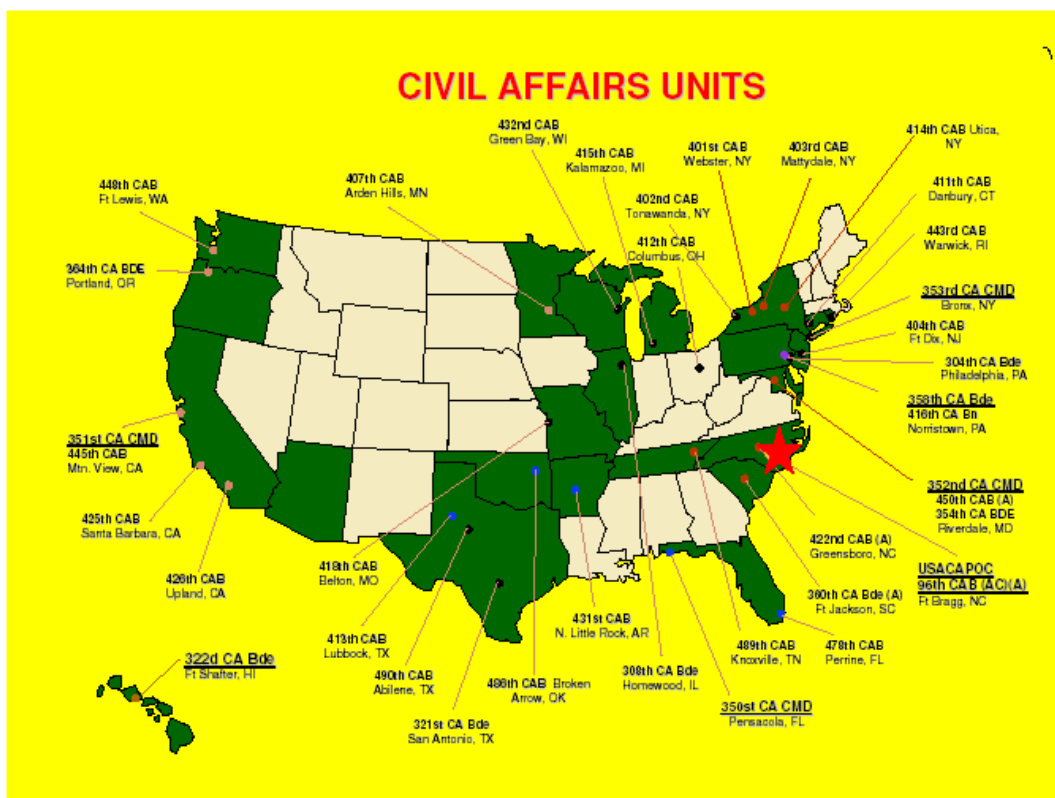 CIVIL AFFAIRS UNITS
432nd CAB
Green Bay, WI
415th CAB
Kalamazoo, MI
401st CAB
Webster, NY
403rd CAB
Mattydale, NY
414th CAB Utica,
NY
448th CAB
Ft Lewis, WA
407th CAB
Arden Hills, MN
402nd CAB
Tonawanda, NY
411th CAB
Danbury, CT
412th CAB
Columbus, OH
443rd CAB
Warwick, RI
364th CA BDE
Portland, OR
353rd CA CMD
Bronx, NY
404th CAB
Ft Dix, NJ
304th CA Bde
Philadelphia, PA
358th CA Bde
416th CA Bn
Norristown, PA
351st CA CMD
445th CAB
Mtn. View, CA
352nd CA CMD
450th CAB (A)
354th CA BDE
Riverdale, MD
425th CAB
Santa Barbara, CA
422nd CAB (A)
Greensboro, NC
426th CAB
Upland, CA
418th CAB
Belton, MO
USACAPOC
96th CAB (AC)(A)
Ft Bragg, NC
360th CA Bde (A)
Ft Jackson, SC
431st CAB
N. Little Rock, AR
413th CAB
Lubbock, TX
489th CAB
Knoxville, TN
478th CAB
Perrine, FL
322d CA Bde
Ft Shafter, HI
490th CAB
Abilene, TX
486th CAB Broken
Arrow, OK
308th CA Bde
Homewood, IL
350st CA CMD
Pensacola, FL
321st CA Bde
San Antonio, TX